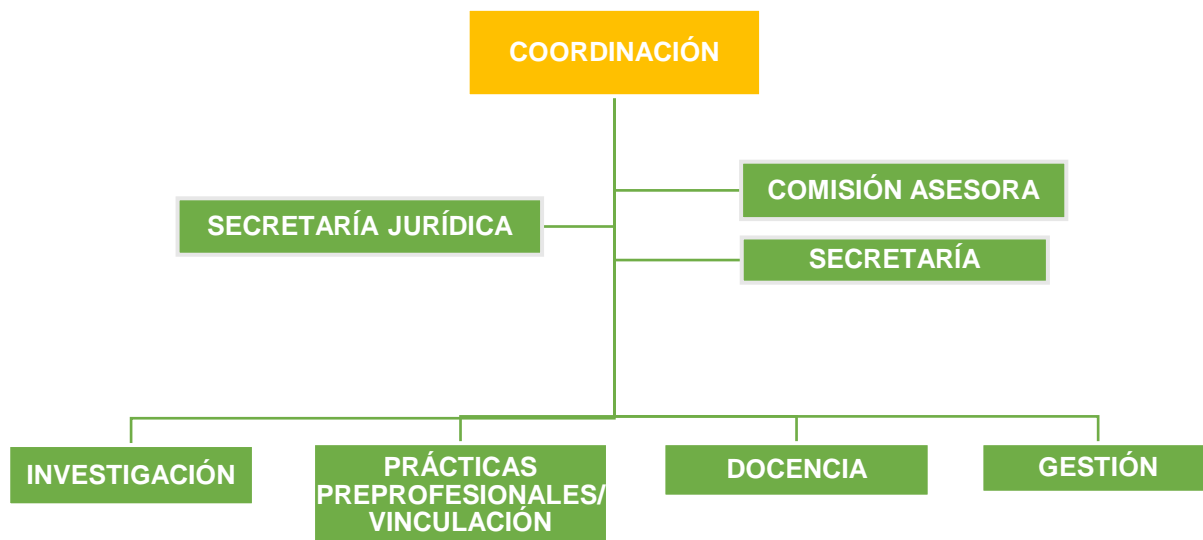 COORDINACIÓN
COMISIÓN ASESORA
SECRETARÍA JURÍDICA
SECRETARÍA
INVESTIGACIÓN
PRÁCTICAS
PREPROFESIONALES/
VINCULACIÓN
DOCENCIA
GESTIÓN